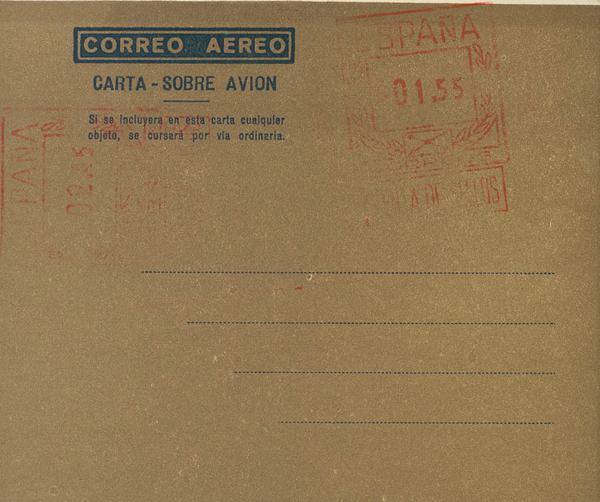 CORREO AEREO
CARTA - SOBRE AVION
Si se incluyera en esta carta cualquier
objeto, se cursará por vía ordinaria.
ESPAÑA
01.55
PAÑA
02.45